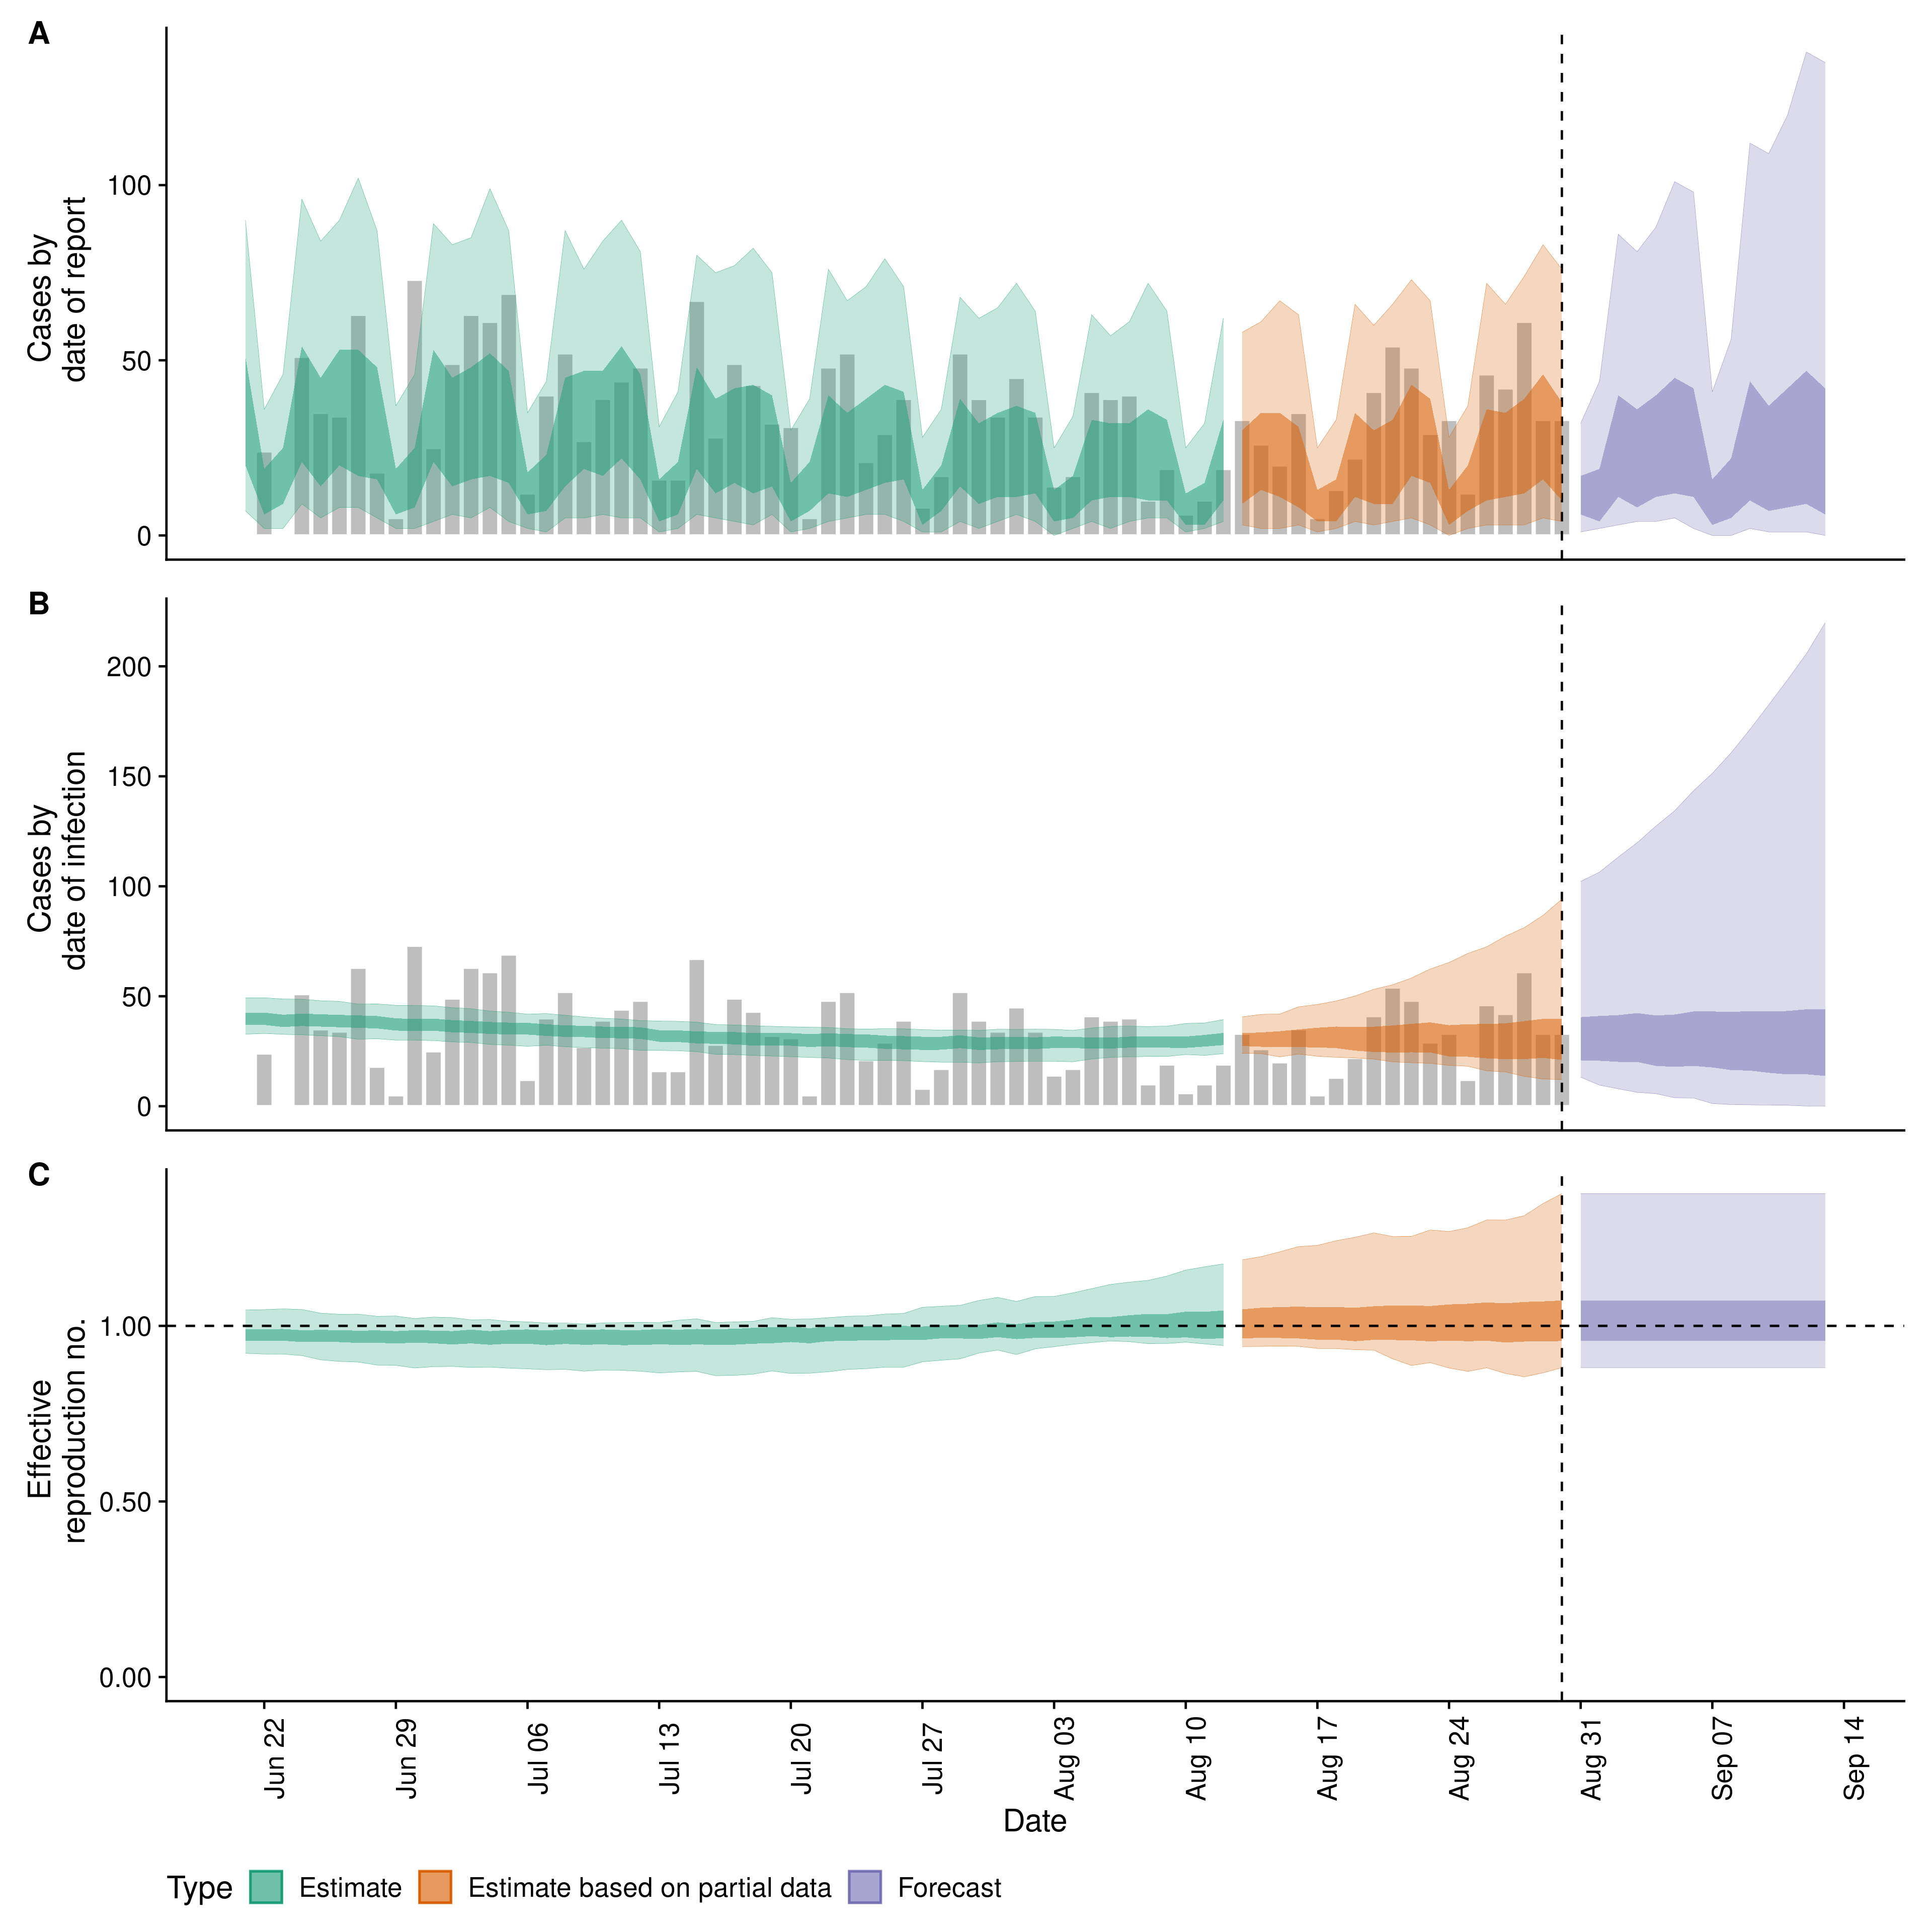 A
Cases by
date of report
100
50
0
B
Cases by
date of infection
200
150
100
50
0
C
Effective
reproduction no.
1.00
0.50
0.00
Jun 22
Jun 29
Jul 06
Jul 13
Jul 20
Jul 27
Aug 03
Aug 10
Aug 17
Aug 24
Aug 31
Sep 07
Sep 14
Date
Type Estimate Estimate based on partial data Forecast